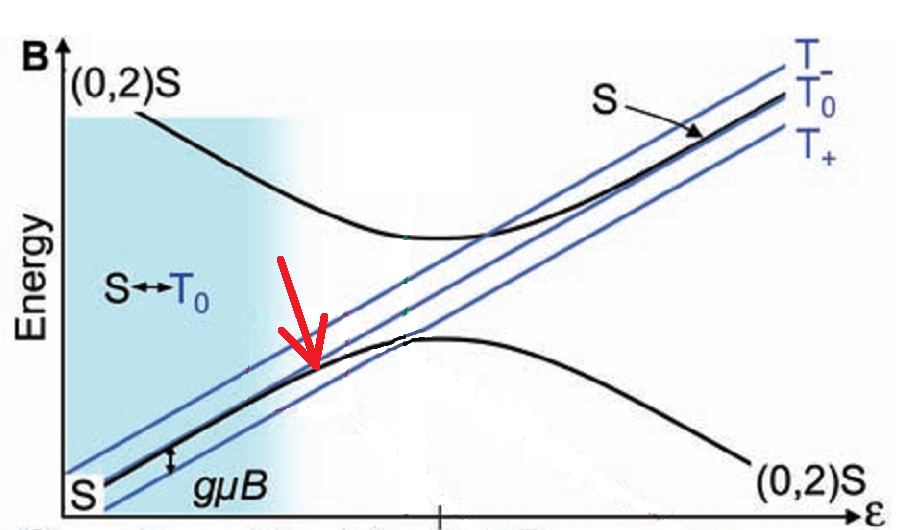 B
(0,2)S
S
T-
T0
T+
Energy
S↔T0
S
gμB
(0,2)S
ε